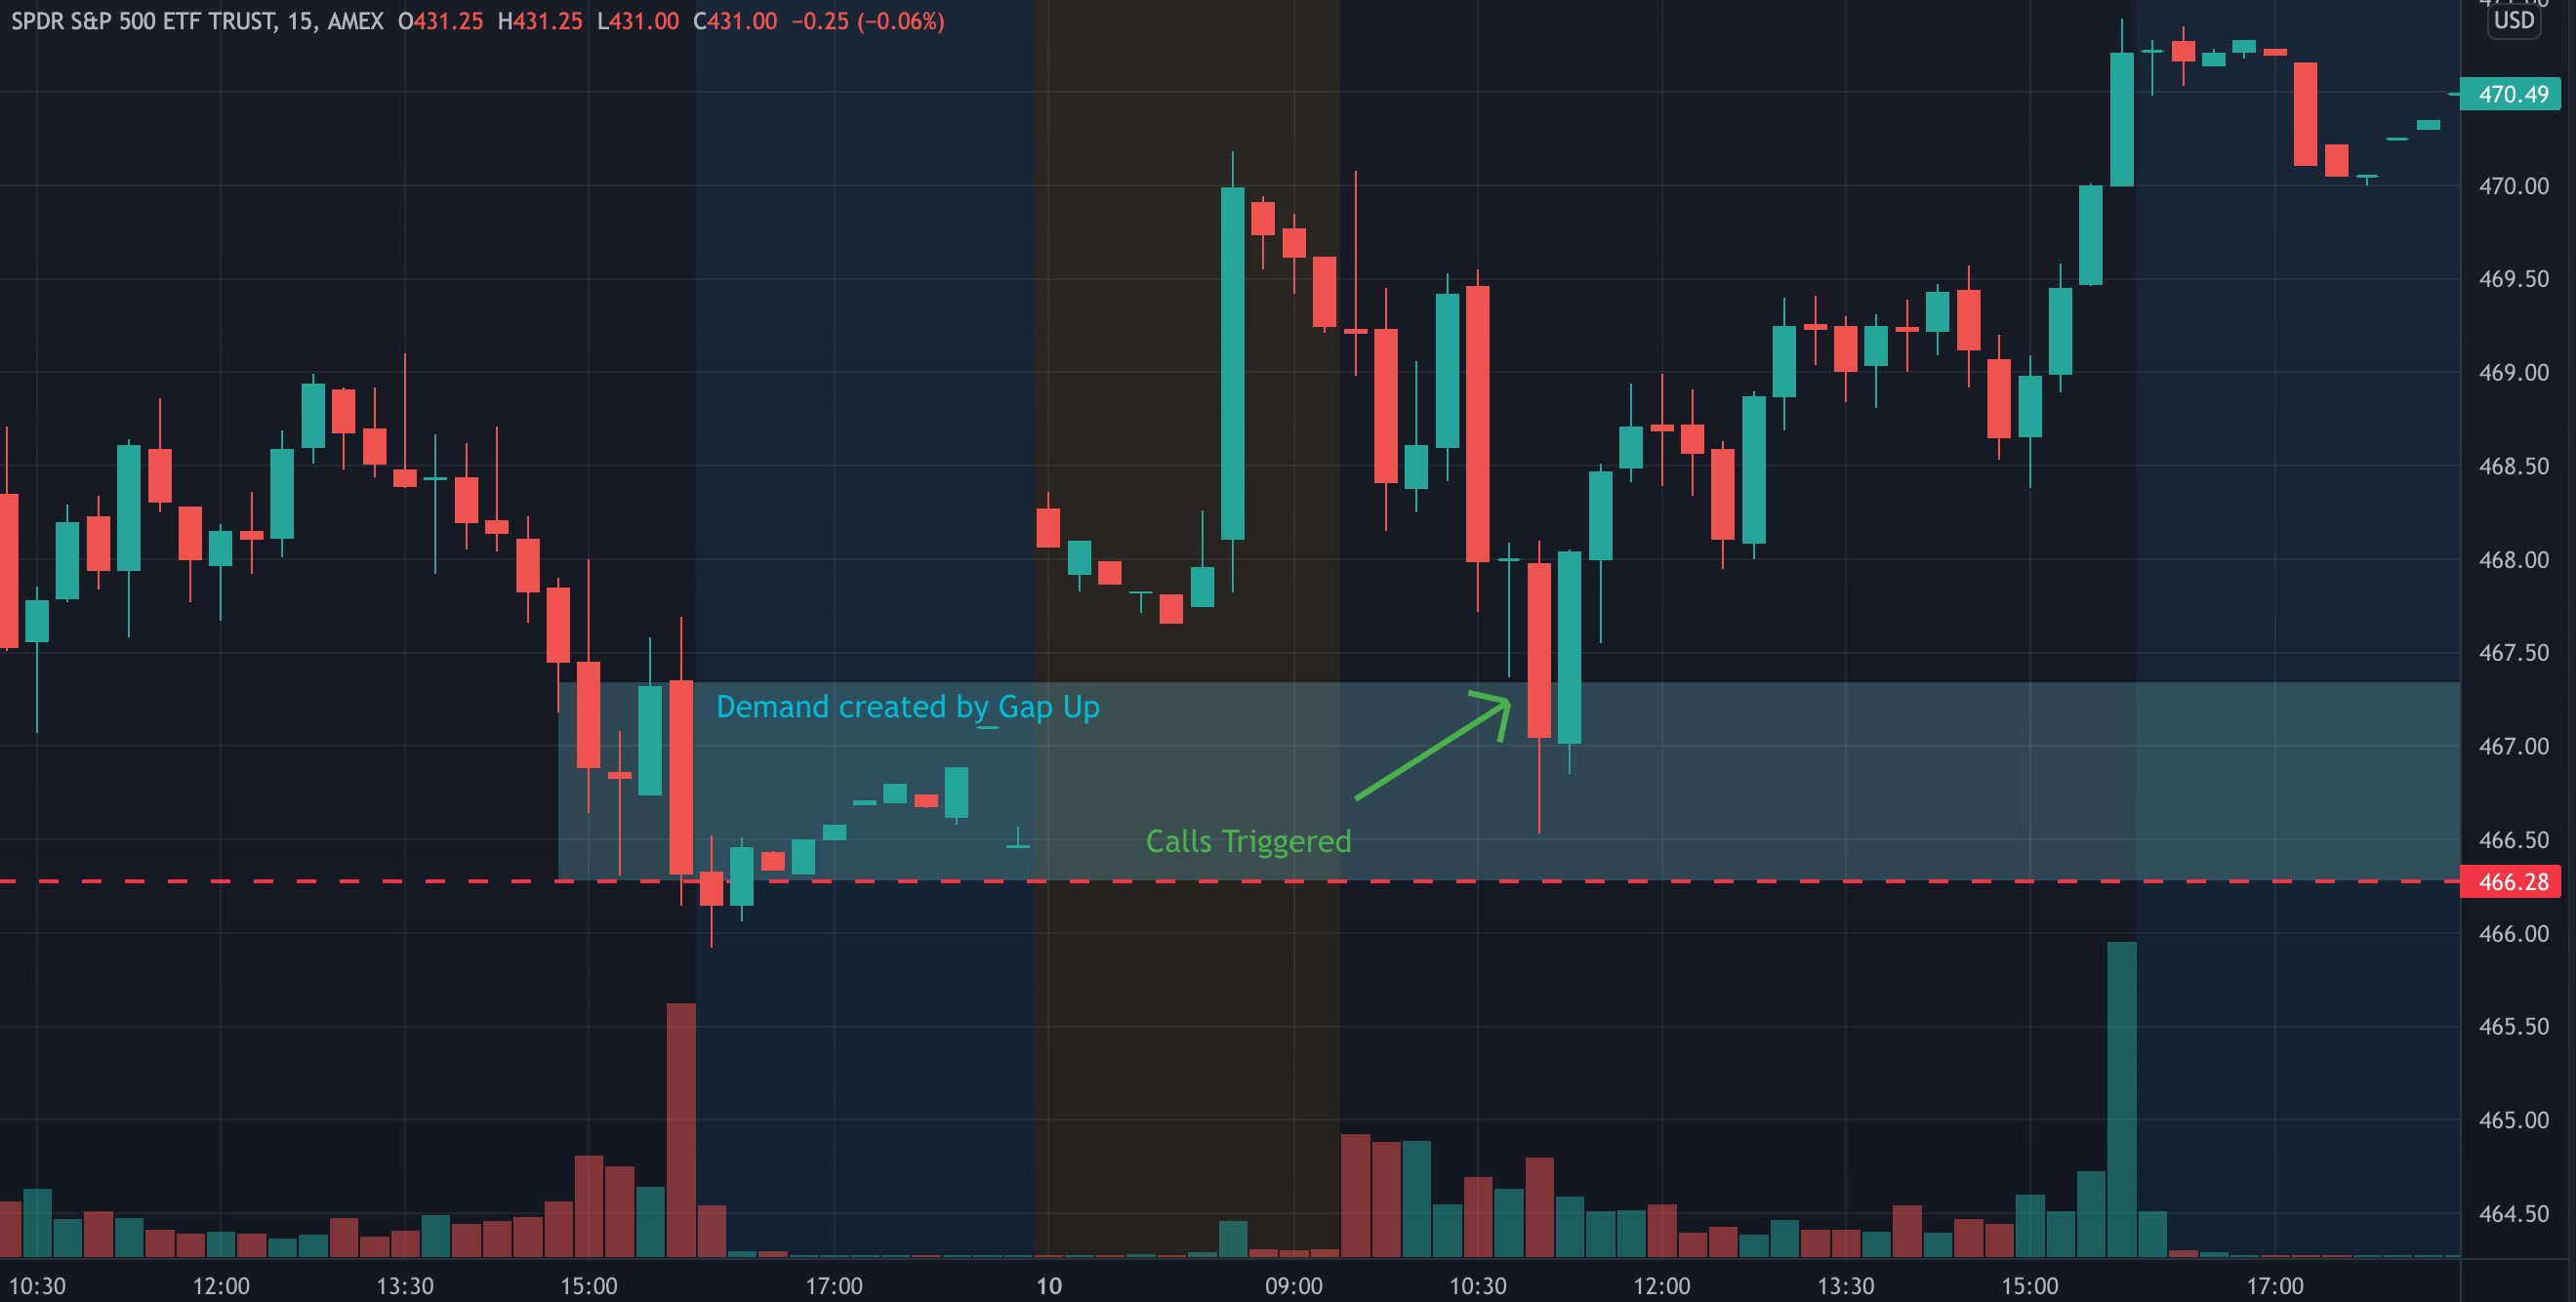 SPDR S&P 500 ETF TRUST, 15, AMEX O431.25 H431.25 L431.00 C431.00 −0.25 (−0.06%)
USD
470.49
470.00
469.50
469.00
468.50
468.00
467.50
Demand created by Gap Up
467.00
Calls Triggered
466.50
466.28
466.00
465.50
465.00
464.50
10:30 12:00 13:30 15:00 17:00 10 09:00 10:30 12:00 13:30 15:00 17:00